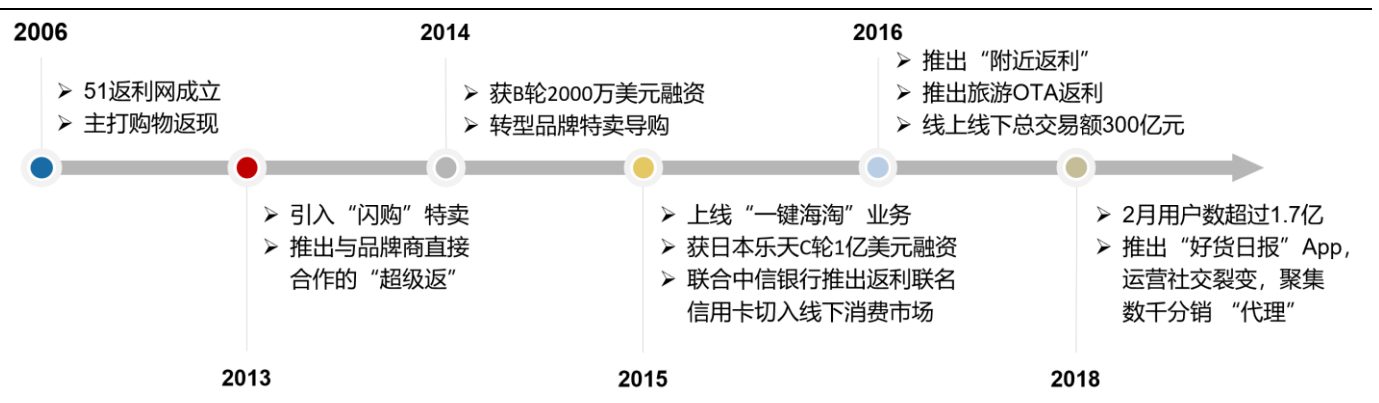 2006
➢ 51返利网成立
➢ 主打购物返现
2013
➢ 引入“闪购”特卖
➢ 推出与品牌商直接
合作的“超级返”
2014
➢ 获B轮2000万美元融资
➢ 转型品牌特卖导购
2015
➢ 上线“一键海淘”业务
➢ 获日本乐天C轮1亿美元融资
➢ 联合中信银行推出返利联名
信用卡切入线下消费市场
2016
➢ 推出“附近返利”
➢ 推出旅游OTA返利
➢ 线上线下总交易额300亿元
2018
➢ 2月用户数超过1.7亿
➢ 推出“好货日报”App，
运营社交裂变，聚集
数千分销 “代理”